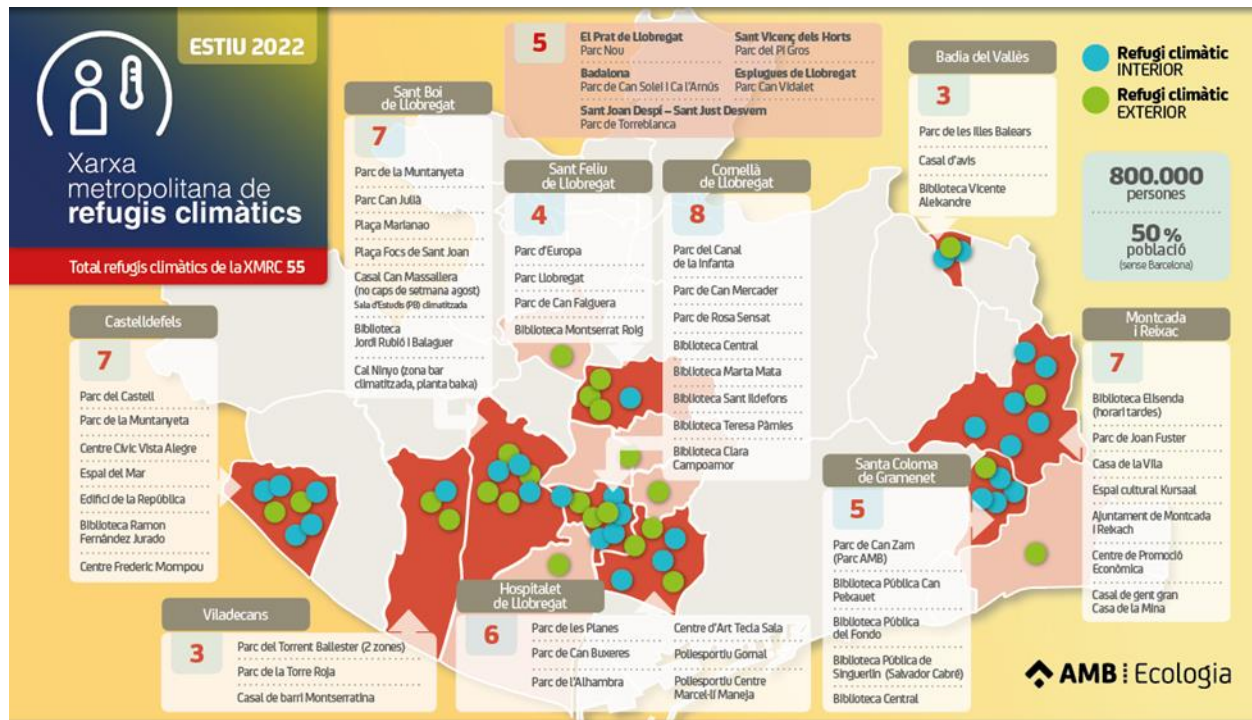 ESTIU 2022
Xarxa
metropolitana de
refugis climàtics
Total refugis climàtics de la XMRC 55
5
El Prat de Llobregat
Parc Nou
Badalona
Parc de Can Solei I Ca l'Arnús
Sant Joan Despí – Sant Just Desvern
Parc de Torreblanca
Sant Vicenç dels Horts
Parc del Pl Gros
Esplugues de Llobregat
Parc Can Vidalet
Refugi climàtic
INTERIOR
Refugi climàtic
EXTERIOR
800.000
persones
50 %
població
(sense Barcelona)
Badia del Vallès
3
Parc de les Illes Balears
Casal d'avis
Biblioteca Vicente
Aleixandre
Sant Boi
de Llobregat
7
Parc de la Muntanyeta
Parc Can Julià
Plaça Marianao
Plaça Focs de Sant Joan
Casal Can Massallera
(no caps de setmana agost)
Sala d'Estudis (PB) climatitzada
Biblioteca
Jordi Rubió I Balaguer
Cal Ninyo (zona bar
climatitzada, planta baixa)
Sant Feliu
de Llobregat
4
Parc d'Europa
Parc Llobregat
Parc de Can Falguera
Biblioteca Montserrat Roig
Cornellà
de Llobregat
8
Parc del Canal
de la Infanta
Parc de Can Mercader
Parc de Rosa Sensat
Biblioteca Central
Biblioteca Marta Mata
Biblioteca Sant Ildefons
Biblioteca Teresa Pàmies
Biblioteca Clara
Campoamor
Castelldefels
7
Parc del Castell
Parc de la Muntanyeta
Centre Cívic Vista Alegre
Espai del Mar
Edifici de la República
Biblioteca Ramon
Fernández Jurado
Centre Frederic Mompou
Montcada
i Reixac
7
Biblioteca Elisenda
(horari tardes)
Parc de Joan Fuster
Casa de la Vila
Espai cultural Kursaal
Ajuntament de Montcada
I Reixach
Centre de Promoció
Econòmica
Casal de gent gran
Casa de la Mina
Santa Coloma
de Gramenet
5
Parc de Can Zam
(Parc AMB)
Biblioteca Pública Can
Peixauet
Biblioteca Pública
del Fondo
Biblioteca Pública de
Singuerlin (Salvador Cabré)
Biblioteca Central
Viladecans
3
Parc del Torrent Ballester (2 zones)
Parc de la Torre Roja
Casal de barri Montserratina
Hospitalet
de Llobregat
6
Parc de les Planes
Parc de Can Buxeres
Parc de l'Alhambra
Centre d'Art Tecla Sala
Poliesportiu Gornal
Poliesportiu Centre
Marcel·lí Maneja
AMB Ecologia